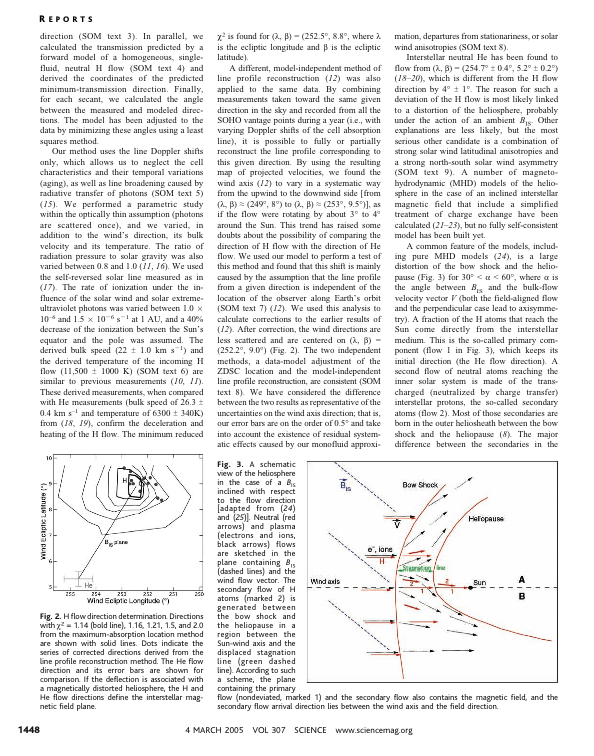 REPORTS
direction (SOM text 3). In parallel, we
calculated the transmission predicted by a
forward model of a homogeneous, single-
fluid, neutral H flow (SOM text 4) and
derived the coordinates of the predicted
minimum-transmission direction. Finally,
for each secant, we calculated the angle
between the measured and modeled direc-
tions. The model has been adjusted to the
data by minimizing these angles using a least
squares method.
Our method uses the line Doppler shifts
only, which allows us to neglect the cell
characteristics and their temporal variations
(aging), as well as line broadening caused by
radiative transfer of photons (SOM text 5)
(15). We performed a parametric study
within the optically thin assumption (photons
are scattered once), and we varied, in
addition to the wind's direction, its bulk
velocity and its temperature. The ratio of
radiation pressure to solar gravity was also
varied between 0.8 and 1.0 (11, 16). We used
the self-reversed solar line measured as in
(17). The rate of ionization under the in-
fluence of the solar wind and solar extreme-
ultraviolet photons was varied between 1.0 ×
10⁻⁶ and 1.5 × 10⁻⁶ s⁻¹ at 1 AU, and a 40%
decrease of the ionization between the Sun's
equator and the pole was assumed. The
derived bulk speed (22 ± 1.0 km s⁻¹) and
the derived temperature of the incoming H
flow (11,500 ± 1000 K) (SOM text 6) are
similar to previous measurements (10, 11).
These derived measurements, when compared
with He measurements (bulk speed of 26.3 ±
0.4 km s⁻¹ and temperature of 6300 ± 340K)
from (18, 19), confirm the deceleration and
heating of the H flow. The minimum reduced
χ² is found for (λ, β) = (252.5°, 8.8°, where λ
is the ecliptic longitude and β is the ecliptic
latitude).
A different, model-independent method of
line profile reconstruction (12) was also
applied to the same data. By combining
measurements taken toward the same given
direction in the sky and recorded from all the
SOHO vantage points during a year (i.e., with
varying Doppler shifts of the cell absorption
line), it is possible to fully or partially
reconstruct the line profile corresponding to
this given direction. By using the resulting
map of projected velocities, we found the
wind axis (12) to vary in a systematic way
from the upwind to the downwind side [from
(λ, β) ≈ (249°, 8°) to (λ, β) ≈ (253°, 9.5°)], as
if the flow were rotating by about 3° to 4°
around the Sun. This trend has raised some
doubts about the possibility of comparing the
direction of H flow with the direction of He
flow. We used our model to perform a test of
this method and found that this shift is mainly
caused by the assumption that the line profile
from a given direction is independent of the
location of the observer along Earth's orbit
(SOM text 7) (12). We used this analysis to
calculate corrections to the earlier results of
(12). After correction, the wind directions are
less scattered and are centered on (λ, β) =
(252.2°, 9.0°) (Fig. 2). The two independent
methods, a data-model adjustment of the
ZDSC location and the model-independent
line profile reconstruction, are consistent (SOM
text 8). We have considered the difference
between the two results as representative of the
uncertainties on the wind axis direction; that is,
our error bars are on the order of 0.5° and take
into account the existence of residual system-
atic effects caused by our monofluid approxi-
mation, departures from stationariness, or solar
wind anisotropies (SOM text 8).
Interstellar neutral He has been found to
flow from (λ, β) = (254.7° ± 0.4°, 5.2° ± 0.2°)
(18–20), which is different from the H flow
direction by 4° ± 1°. The reason for such a
deviation of the H flow is most likely linked
to a distortion of the heliosphere, probably
under the action of an ambient B_IS. Other
explanations are less likely, but the most
serious other candidate is a combination of
strong solar wind latitudinal anisotropies and
a strong north-south solar wind asymmetry
(SOM text 9). A number of magneto-
hydrodynamic (MHD) models of the helio-
sphere in the case of an inclined interstellar
magnetic field that include a simplified
treatment of charge exchange have been
calculated (21–23), but no fully self-consistent
model has been built yet.
A common feature of the models, includ-
ing pure MHD models (24), is a large
distortion of the bow shock and the helio-
pause (Fig. 3) for 30° < α < 60°, where α is
the angle between B_IS and the bulk-flow
velocity vector V (both the field-aligned flow
and the perpendicular case lead to axisymme-
try). A fraction of the H atoms that reach the
Sun come directly from the interstellar
medium. This is the so-called primary com-
ponent (flow 1 in Fig. 3), which keeps its
initial direction (the He flow direction). A
second flow of neutral atoms reaching the
inner solar system is made of the trans-
charged (neutralized by charge transfer)
interstellar protons, the so-called secondary
atoms (flow 2). Most of those secondaries are
born in the outer heliosheath between the bow
shock and the heliopause (8). The major
difference between the secondaries in the
10
9
8
7
6
5
Wind Ecliptic Latitude (°)
H
B_IS plane
He
255 254 253 252 251 250
Wind Ecliptic Longitude (°)
Fig. 2. H flow direction determination. Directions
with χ² = 1.14 (bold line), 1.16, 1.21, 1.5, and 2.0
from the maximum-absorption location method
are shown with solid lines. Dots indicate the
series of corrected directions derived from the
line profile reconstruction method. The He flow
direction and its error bars are shown for
comparison. If the deflection is associated with
a magnetically distorted heliosphere, the H and
He flow directions define the interstellar mag-
netic field plane.
Fig. 3. A schematic
view of the heliosphere
in the case of a B_IS
inclined with respect
to the flow direction
[adapted from (24)
and (25)]. Neutral (red
arrows) and plasma
(electrons and ions,
black arrows) flows
are sketched in the
plane containing B_IS
(dashed lines) and the
wind flow vector. The
secondary flow of H
atoms (marked 2) is
generated between
the bow shock and
the heliopause in a
region between the
Sun-wind axis and the
displaced stagnation
line (green dashed
line). According to such
a scheme, the plane
containing the primary
flow (nondeviated, marked 1) and the secondary flow also contains the magnetic field, and the
secondary flow arrival direction lies between the wind axis and the field direction.
B_IS
Bow Shock
Heliopause
V
e⁻, ions
H
Stagnation line
Wind axis
2
1
2
1
Sun
A
B
1448
4 MARCH 2005 VOL 307 SCIENCE www.sciencemag.org